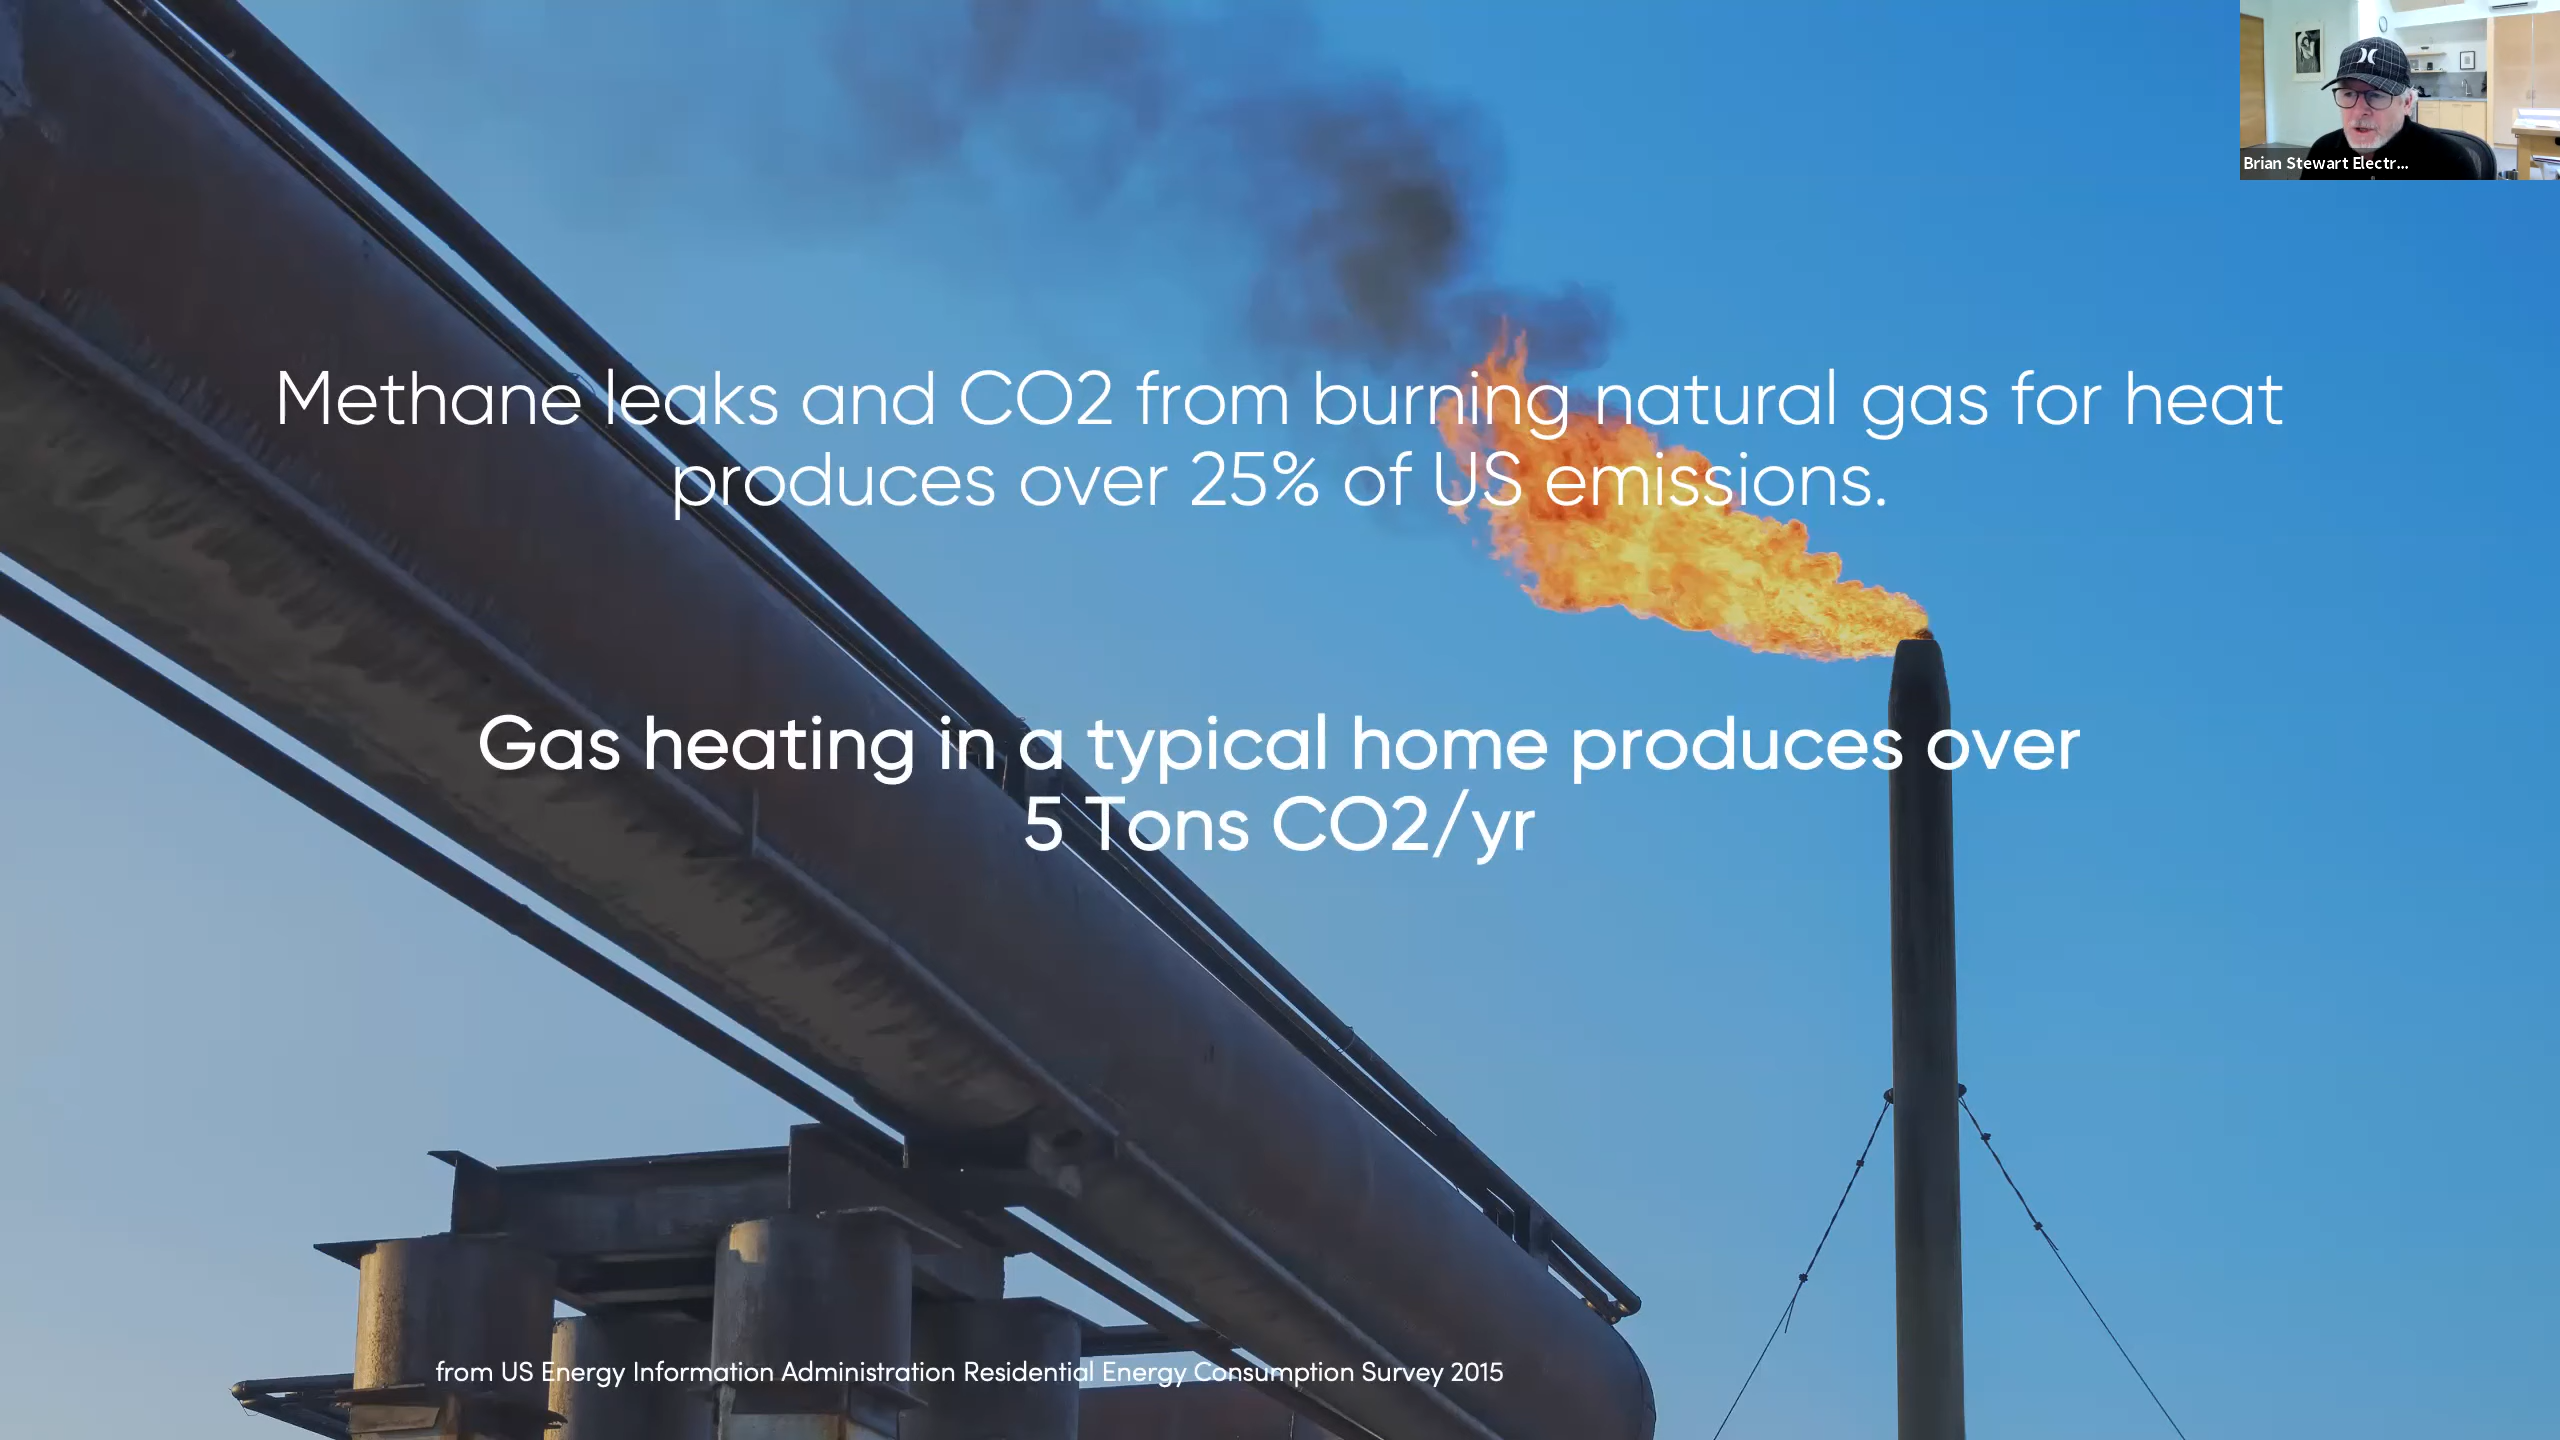 Brian Stewart Electr...
Methane leaks and CO2 from burning natural gas for heat
produces over 25% of US emissions.
Gas heating in a typical home produces over
5 Tons CO2/yr
from US Energy Information Administration Residential Energy Consumption Survey 2015